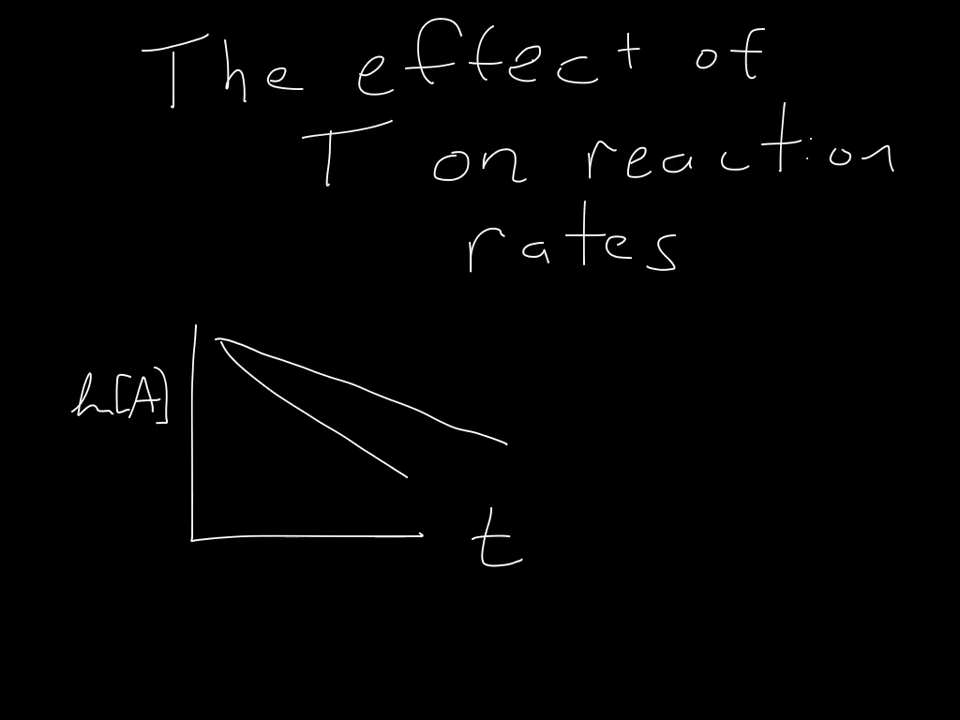 The effect of
T on reaction
rates
ln[A]
t